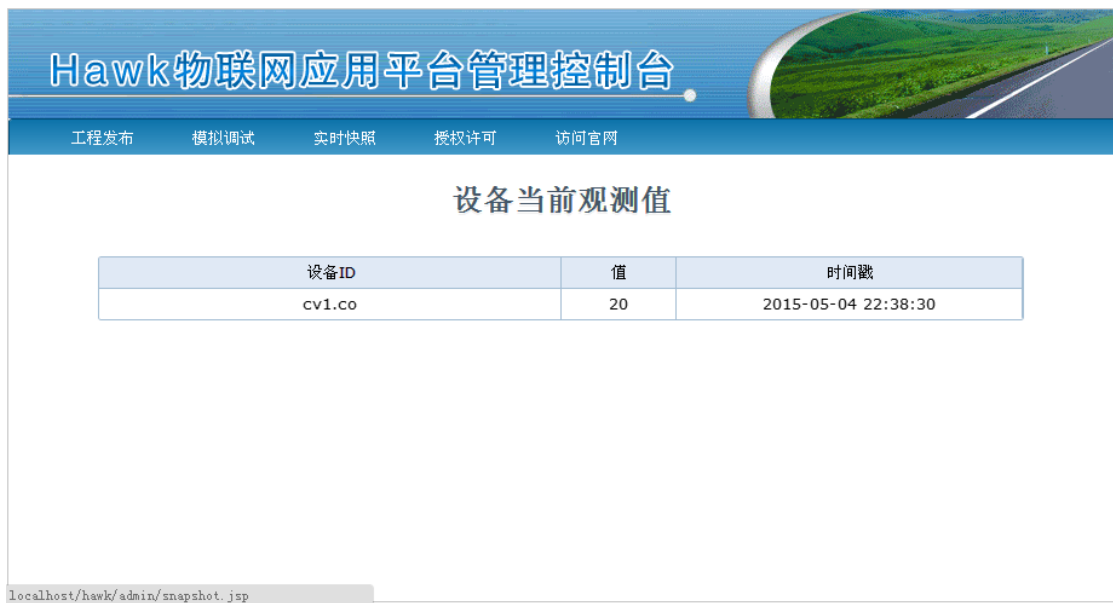 Hawk物联网应用平台管理控制台
工程发布 模拟调试 实时快照 授权许可 访问官网
设备当前观测值
设备ID 值 时间戳
cv1.co 20 2015-05-04 22:38:30
localhost/hawk/admin/snapshot.jsp